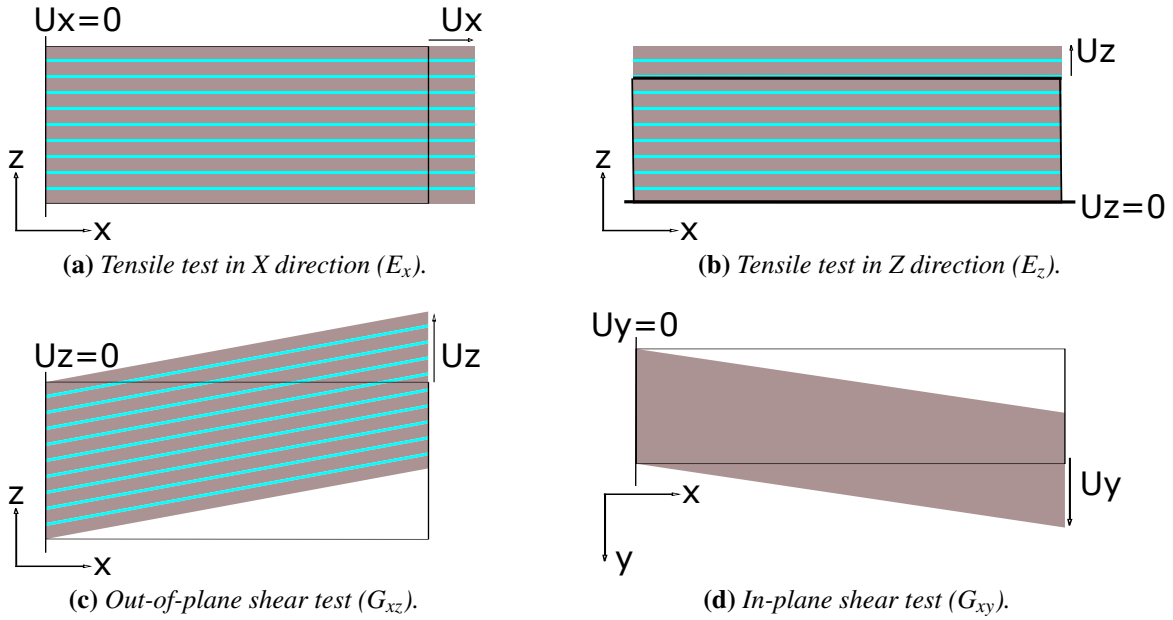 Ux=0
Ux
z
x
(a) Tensile test in X direction (Ex).
Uz
z
Uz=0
x
(b) Tensile test in Z direction (Ez).
Uz=0
Uz
z
x
(c) Out-of-plane shear test (Gxz).
Uy=0
x
Uy
y
(d) In-plane shear test (Gxy).